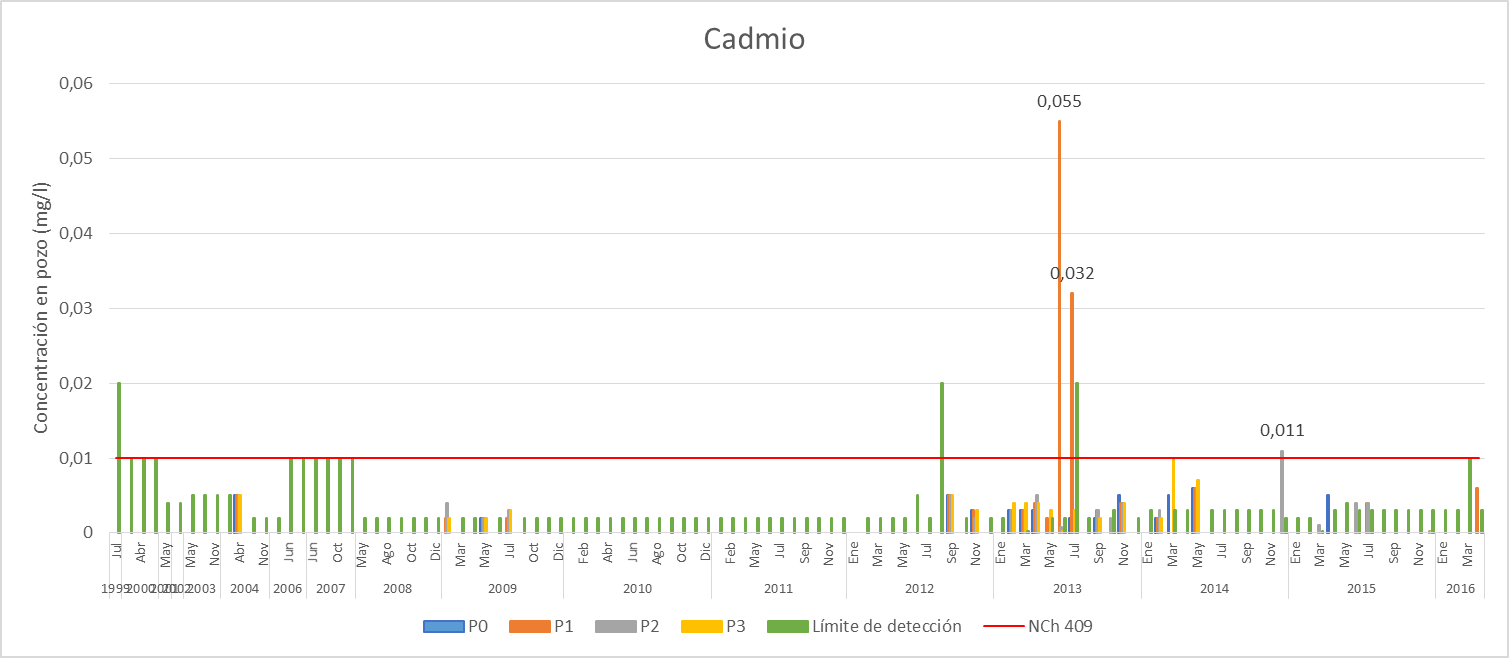 Cadmio
Concentración en pozo (mg/l)
0,06
0,05
0,04
0,03
0,02
0,01
0
0,055
0,032
0,011
Jul Abr May May Nov Abr Nov Jun Jun Oct May Ago Oct Dic Mar May Jul Oct Dic Feb Abr Jun Ago Oct Dic Feb May Jul Sep Nov Ene Mar May Jul Sep Nov Ene Mar May Jul Sep Nov Ene Mar May Jul Sep Nov Ene Mar May Jul Sep Nov Ene Mar
1999 2000 2001 2002 2003 2004 2006 2007 2008 2009 2010 2011 2012 2013 2014 2015 2016
P0 P1 P2 P3 Límite de detección NCh 409